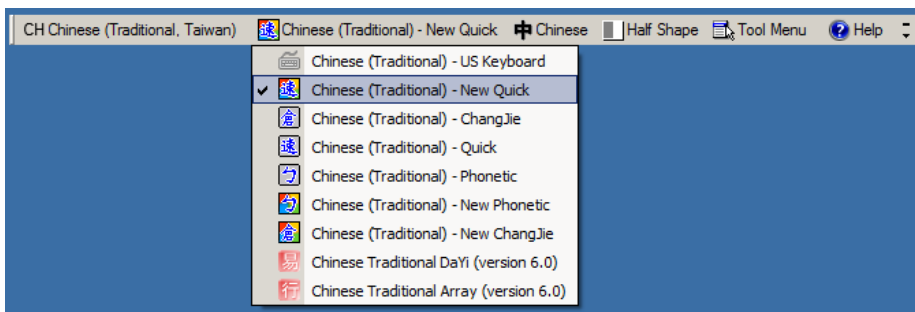 CH Chinese (Traditional, Taiwan) 速 Chinese (Traditional) - New Quick 中 Chinese Half Shape Tool Menu ? Help
Chinese (Traditional) - US Keyboard
速 Chinese (Traditional) - New Quick
倉 Chinese (Traditional) - ChangJie
速 Chinese (Traditional) - Quick
ㄅ Chinese (Traditional) - Phonetic
ㄅ Chinese (Traditional) - New Phonetic
倉 Chinese (Traditional) - New ChangJie
易 Chinese Traditional DaYi (version 6.0)
行 Chinese Traditional Array (version 6.0)